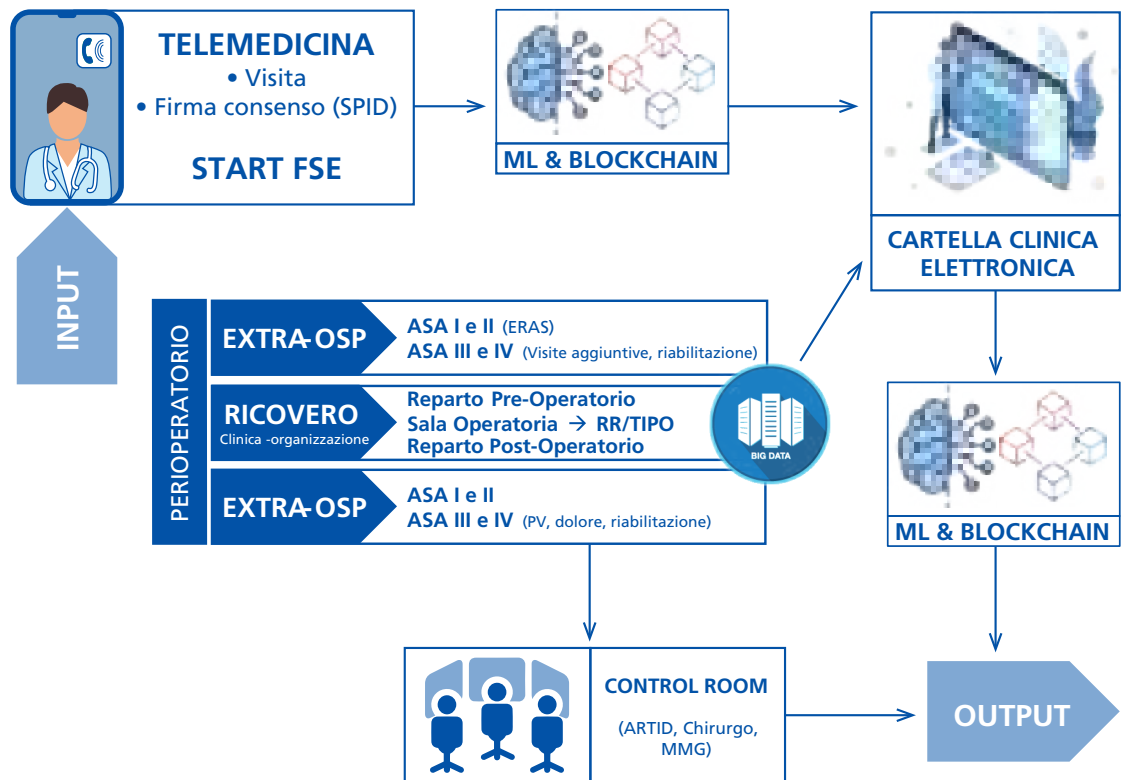 TELEMEDICINA
• Visita
• Firma consenso (SPID)
START FSE
ML & BLOCKCHAIN
CARTELLA CLINICA
ELETTRONICA
INPUT
PERIOPERATORIO
EXTRA-OSP
ASA I e II (ERAS)
ASA III e IV (Visite aggiuntive, riabilitazione)
RICOVERO
Clinica -organizzazione
Reparto Pre-Operatorio
Sala Operatoria → RR/TIPO
Reparto Post-Operatorio
BIG DATA
EXTRA-OSP
ASA I e II
ASA III e IV (PV, dolore, riabilitazione)
ML & BLOCKCHAIN
CONTROL ROOM
(ARTID, Chirurgo,
MMG)
OUTPUT